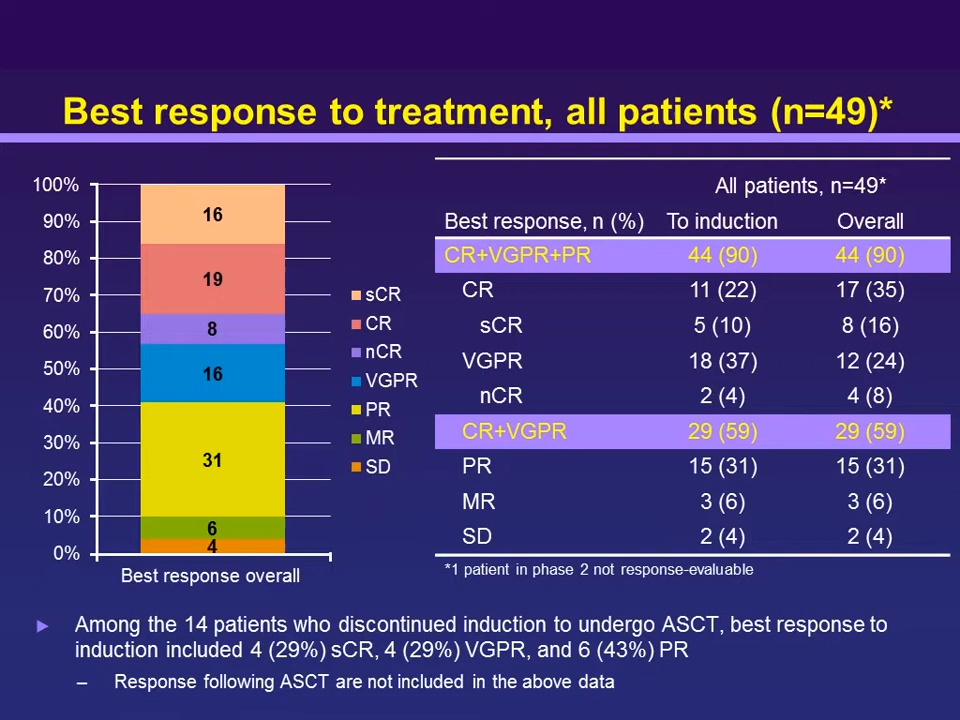 Best response to treatment, all patients (n=49)*
100%
90%
80%
70%
60%
50%
40%
30%
20%
10%
0%
16
19
8
16
31
6
4
Best response overall
sCR
CR
nCR
VGPR
PR
MR
SD
All patients, n=49*
Best response, n (%) To induction Overall
CR+VGPR+PR 44 (90) 44 (90)
CR 11 (22) 17 (35)
sCR 5 (10) 8 (16)
VGPR 18 (37) 12 (24)
nCR 2 (4) 4 (8)
CR+VGPR 29 (59) 29 (59)
PR 15 (31) 15 (31)
MR 3 (6) 3 (6)
SD 2 (4) 2 (4)
*1 patient in phase 2 not response-evaluable
► Among the 14 patients who discontinued induction to undergo ASCT, best response to
induction included 4 (29%) sCR, 4 (29%) VGPR, and 6 (43%) PR
– Response following ASCT are not included in the above data